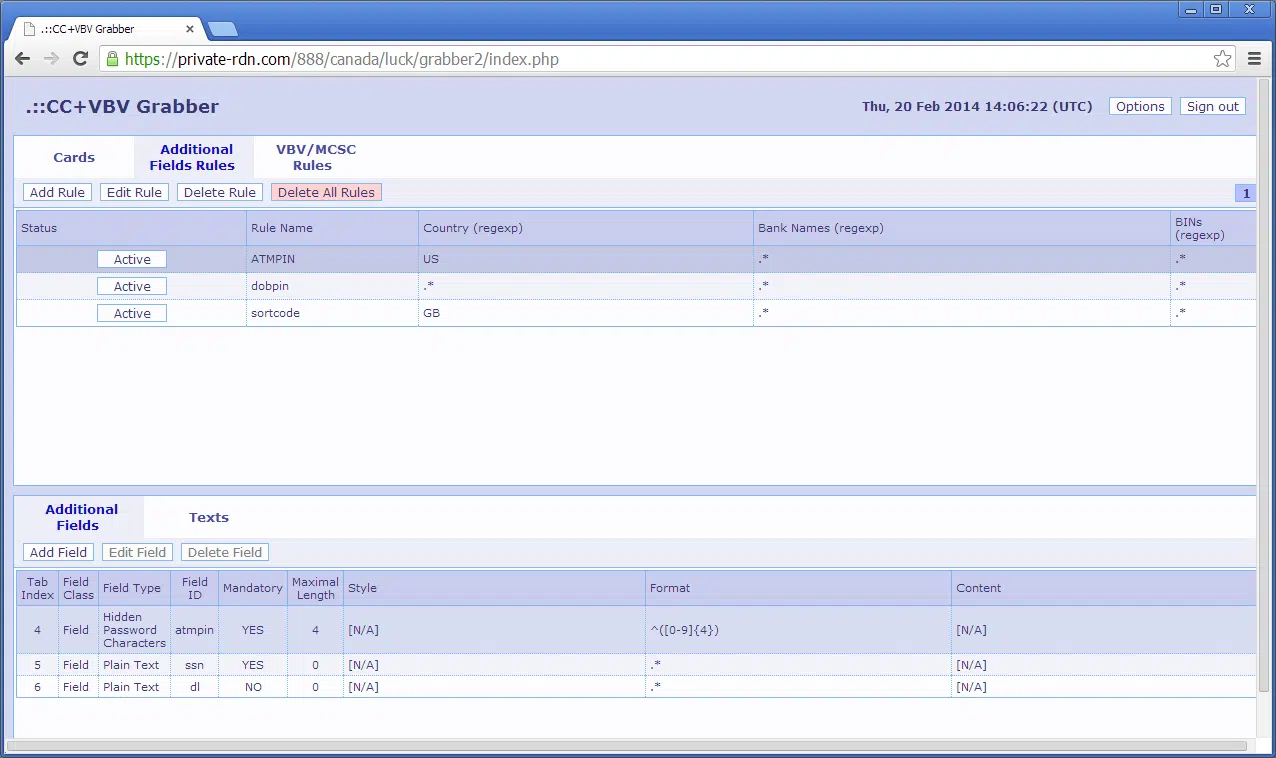 .::CC+VBV Grabber
https://private-rdn.com/888/canada/luck/grabber2/index.php
.::CC+VBV Grabber
Thu, 20 Feb 2014 14:06:22 (UTC)
Options
Sign out
Cards
Additional
Fields Rules
VBV/MCSC
Rules
Add Rule
Edit Rule
Delete Rule
Delete All Rules
1
Status
Rule Name
Country (regexp)
Bank Names (regexp)
BINs
(regexp)
Active ATMPIN US .* .*
Active dobpin .* .* .*
Active sortcode GB .* .*
Additional
Fields
Texts
Add Field
Edit Field
Delete Field
Tab
Index
Field
Class
Field Type
Field
ID
Mandatory
Maximal
Length
Style
Format
Content
4
Field
Hidden
Password
Characters
atmpin
YES
4
[N/A]
^([0-9]{4})
[N/A]
5 Field Plain Text ssn YES 0 [N/A] .* [N/A]
6 Field Plain Text dl NO 0 [N/A] .* [N/A]